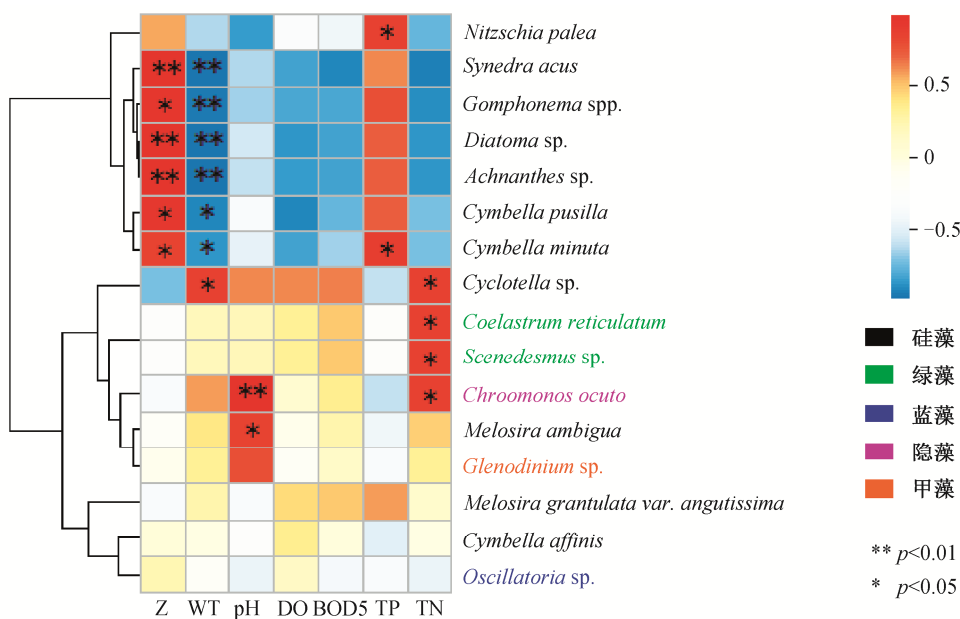 Nitzschia palea
Synedra acus
Gomphonema spp.
Diatoma sp.
Achnanthes sp.
Cymbella pusilla
Cymbella minuta
Cyclotella sp.
Coelastrum reticulatum
Scenedesmus sp.
Chroomonos ocuto
Melosira ambigua
Glenodinium sp.
Melosira grantulata var. angutissima
Cymbella affinis
Oscillatoria sp.
Z WT pH DO BOD5 TP TN
0.5
0
−0.5
硅藻
绿藻
蓝藻
隐藻
甲藻
** p<0.01
* p<0.05